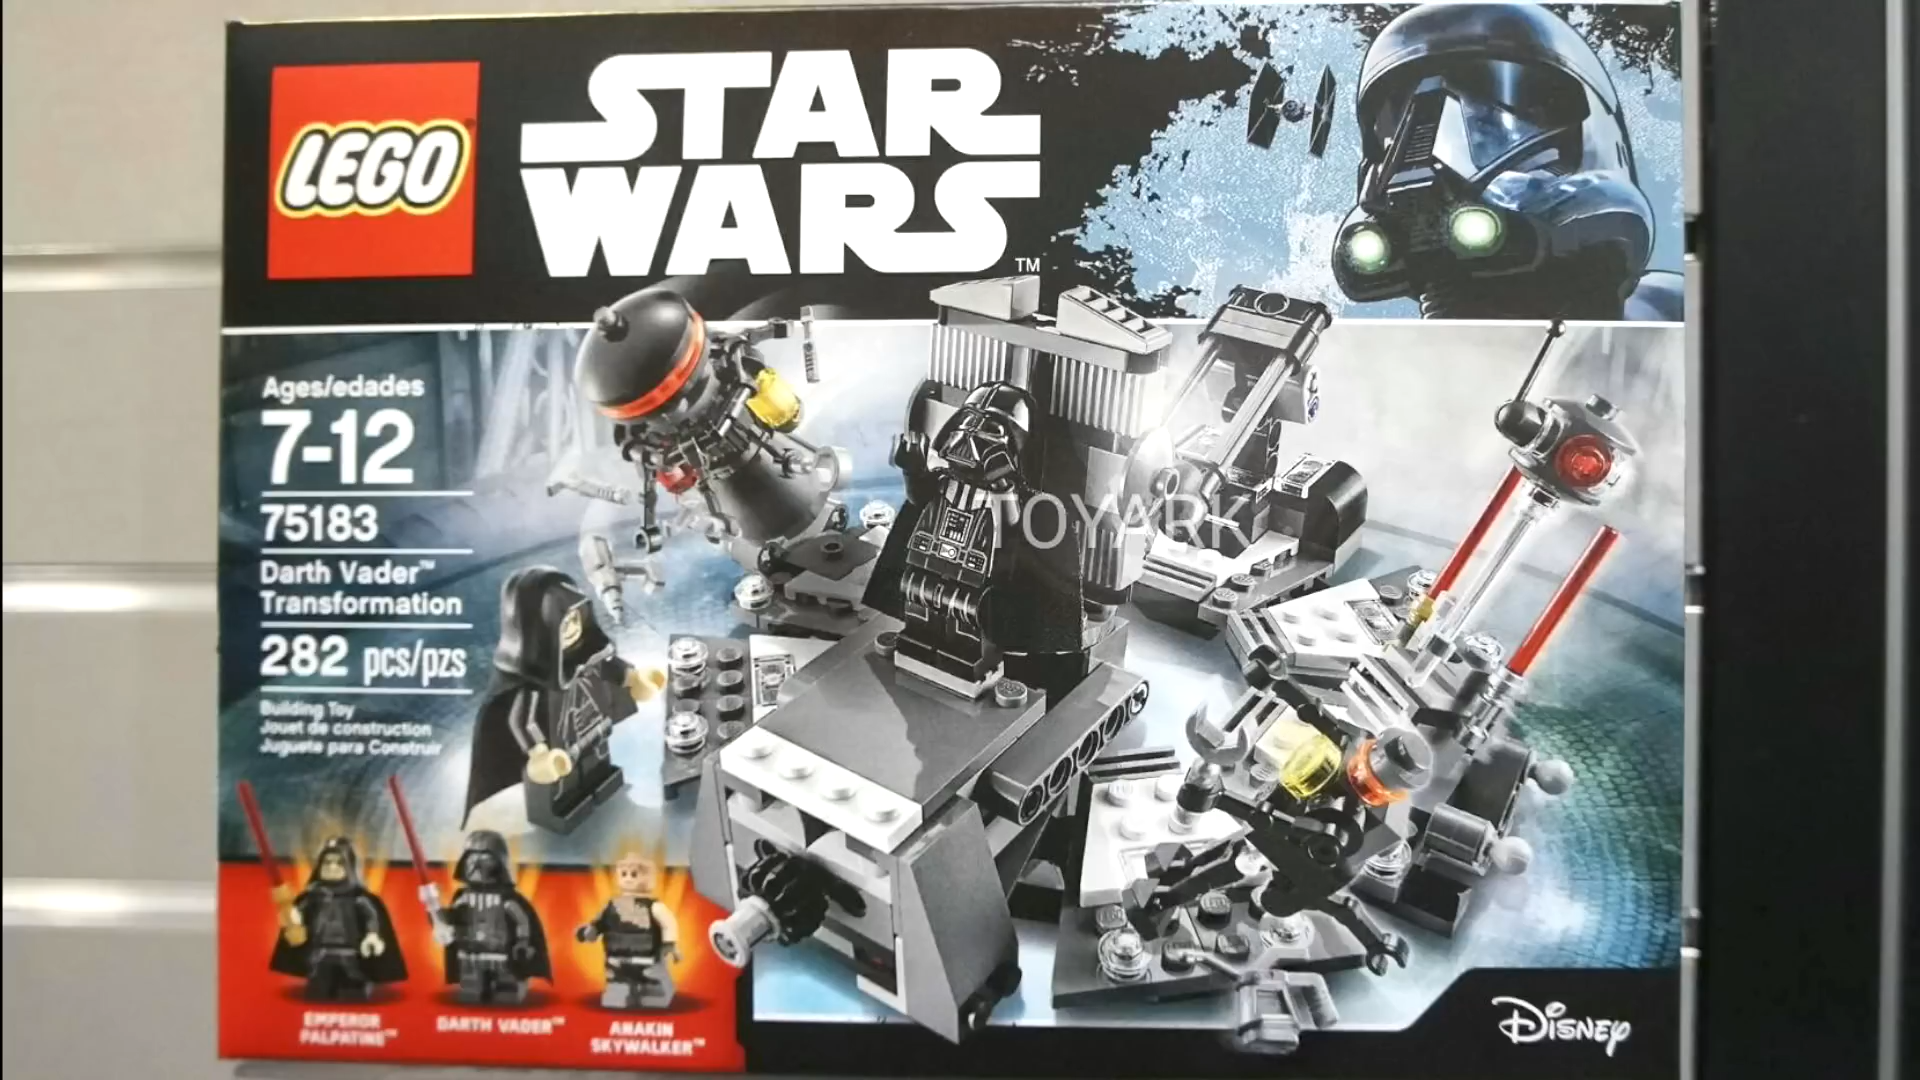 LEGO
STAR
WARS
TM
Ages/edades
7-12
75183
Darth Vader™
Transformation
282 pcs/pzs
Building Toy
Jouet de construction
Juguete para Construir
TOYARK
EMPEROR
PALPATINE™
DARTH VADER™
ANAKIN
SKYWALKER™
Disney